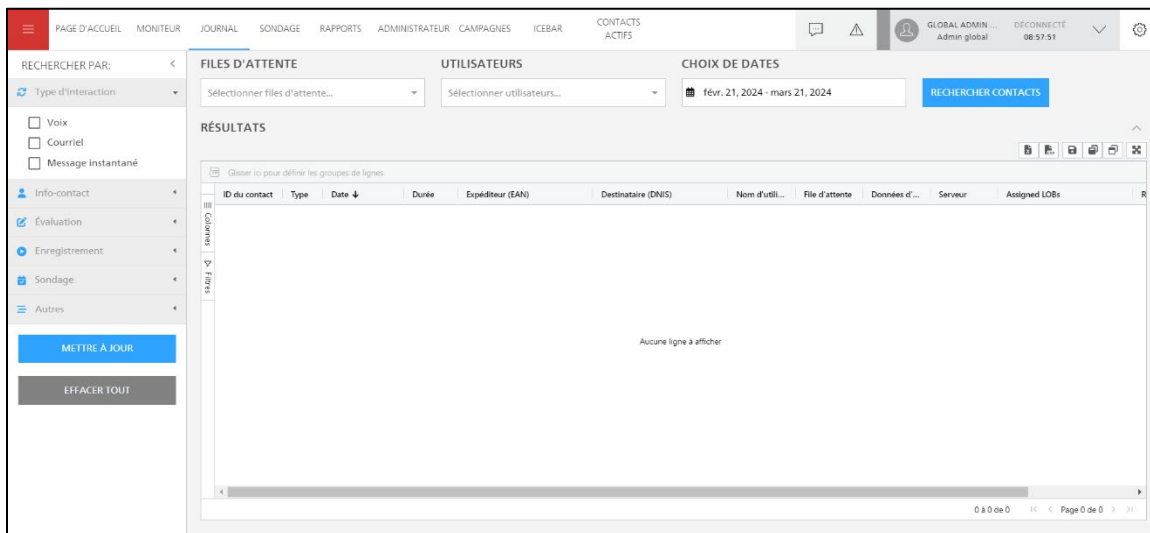 PAGE D'ACCUEIL MONITEUR JOURNAL SONDAGE RAPPORTS ADMINISTRATEUR CAMPAGNES ICEBAR CONTACTS ACTIFS
GLOBAL ADMIN ... DÉCONNECTÉ
Admin global 08:57:51
RECHERCHER PAR:
Type d'interaction
Voix
Courriel
Message instantané
Info-contact
Évaluation
Enregistrement
Sondage
Autres
METTRE À JOUR
EFFACER TOUT
FILES D'ATTENTE UTILISATEURS CHOIX DE DATES
Sélectionner files d'attente... Sélectionner utilisateurs... févr. 21, 2024 - mars 21, 2024 RECHERCHER CONTACTS
RÉSULTATS
Glisser ici pour définir les groupes de lignes
ID du contact Type Date Durée Expéditeur (EAN) Destinataire (DNIS) Nom d'utili... File d'attente Données d'... Serveur Assigned LOBs R
Colonnes
Filtres
Aucune ligne à afficher
0 à 0 de 0 Page 0 de 0